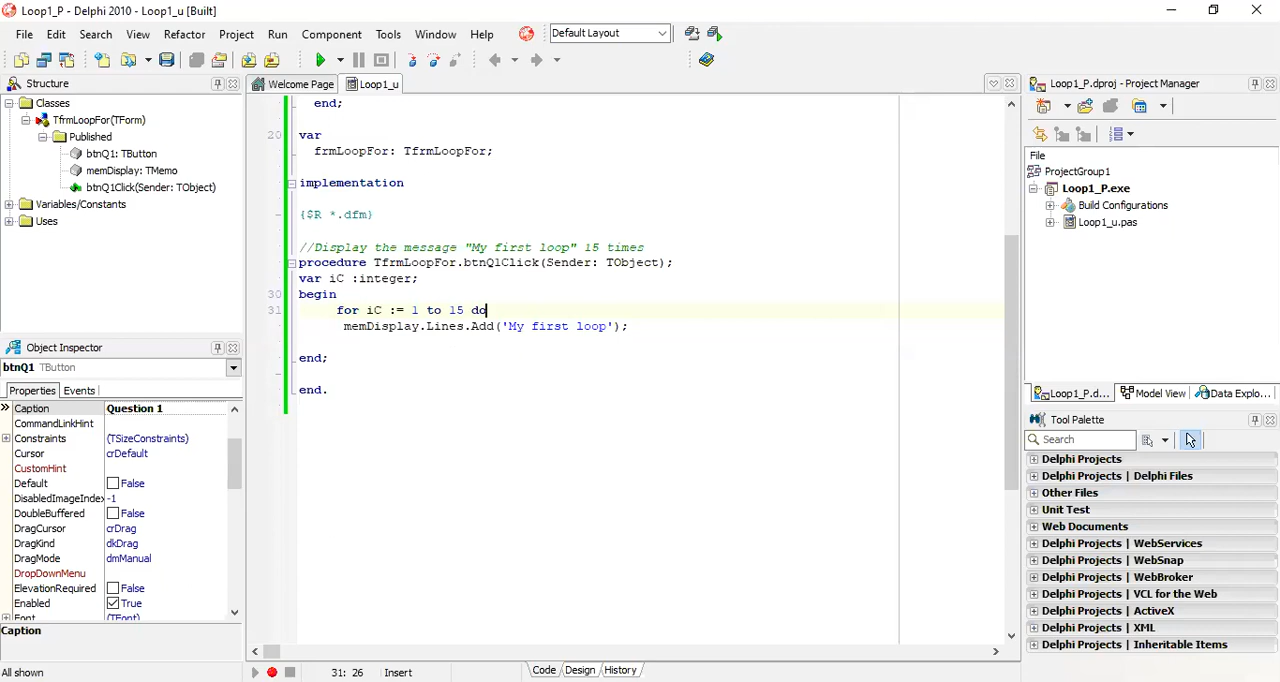 Loop1_P - Delphi 2010 - Loop1_u [Built]
File Edit Search View Refactor Project Run Component Tools Window Help Default Layout
Structure
Welcome Page Loop1_u
Loop1_P.dproj - Project Manager
Classes
TfrmLoopFor(TForm)
Published
btnQ1: TButton
memDisplay: TMemo
btnQ1Click(Sender: TObject)
Variables/Constants
Uses
end;
20 var
frmLoopFor: TfrmLoopFor;
implementation
{$R *.dfm}
//Display the message "My first loop" 15 times
procedure TfrmLoopFor.btnQ1Click(Sender: TObject);
var iC :integer;
30 begin
31 for iC := 1 to 15 do
memDisplay.Lines.Add('My first loop');
end;
end.
File
ProjectGroup1
Loop1_P.exe
Build Configurations
Loop1_u.pas
Loop1_P.d... Model View Data Explo...
Object Inspector
btnQ1 TButton
Properties Events
Caption Question 1
CommandLinkHint
Constraints (TSizeConstraints)
Cursor crDefault
CustomHint
Default False
DisabledImageIndex -1
DoubleBuffered False
DragCursor crDrag
DragKind dkDrag
DragMode dmManual
DropDownMenu
ElevationRequired False
Enabled True
Font (TFont)
Caption
All shown
Tool Palette
Search
Delphi Projects
Delphi Projects | Delphi Files
Other Files
Unit Test
Web Documents
Delphi Projects | WebServices
Delphi Projects | WebSnap
Delphi Projects | WebBroker
Delphi Projects | VCL for the Web
Delphi Projects | ActiveX
Delphi Projects | XML
Delphi Projects | Inheritable Items
31: 26 Insert Code Design History